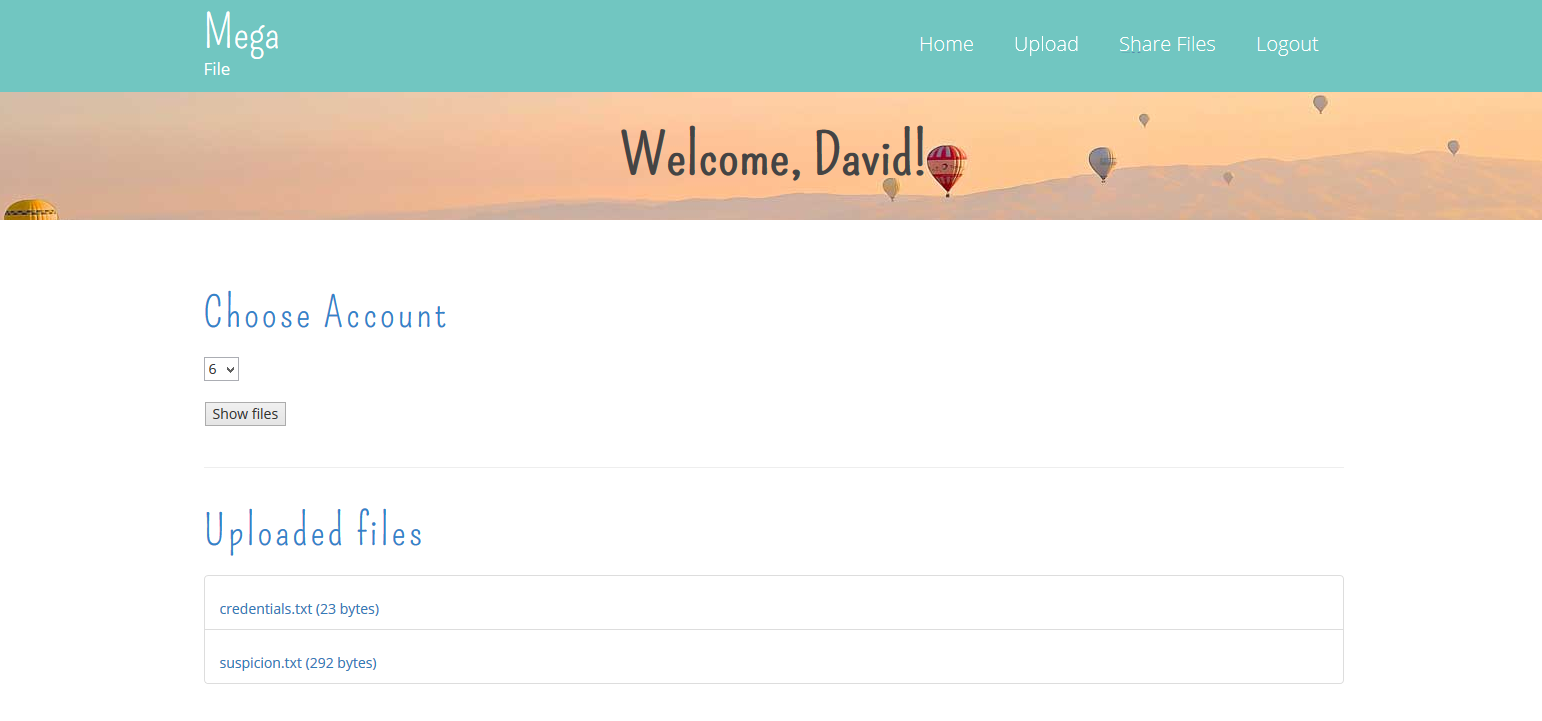 Mega
File
Home
Upload
Share Files
Logout
Welcome, David!
Choose Account
6
Show files
Uploaded files
credentials.txt (23 bytes)
suspicion.txt (292 bytes)